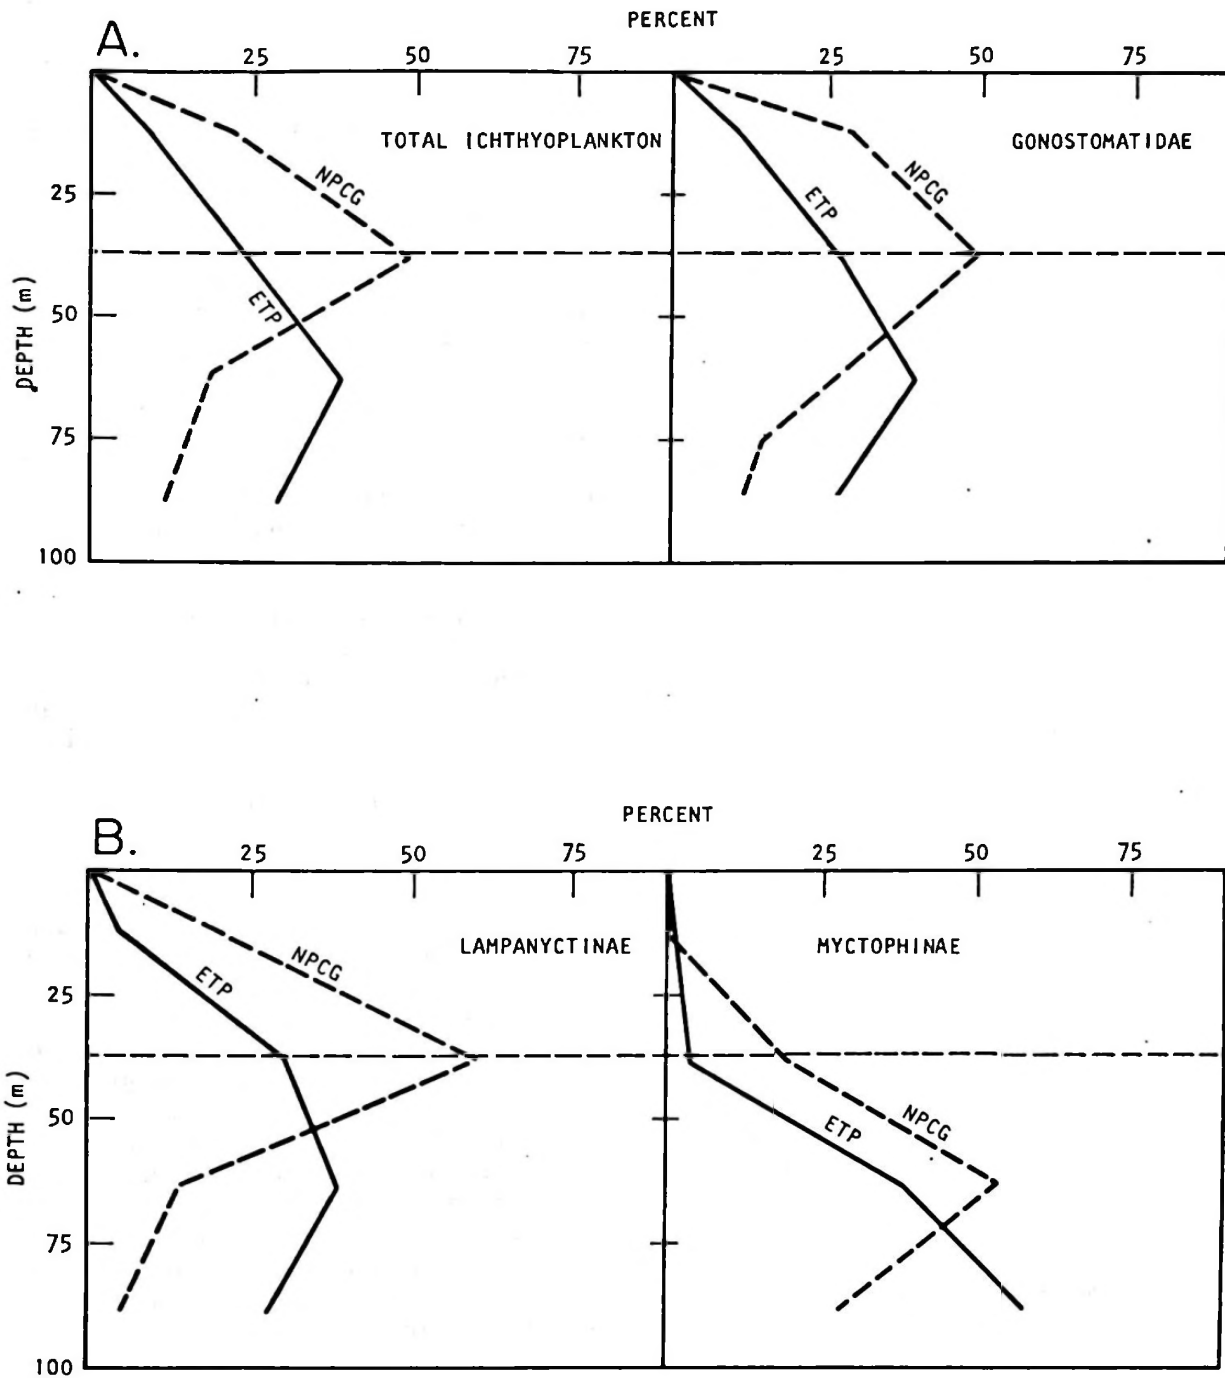 A.
PERCENT
25 50 75 25 50 75
TOTAL ICHTHYOPLANKTON
GONOSTOMATIDAE
NPCG
NPCG
ETP
ETP
25
50
75
100
DEPTH (m)
B.
PERCENT
25 50 75 25 50 75
LAMPANYCTINAE
MYCTOPHINAE
NPCG
ETP
NPCG
ETP
25
50
75
100
DEPTH (m)